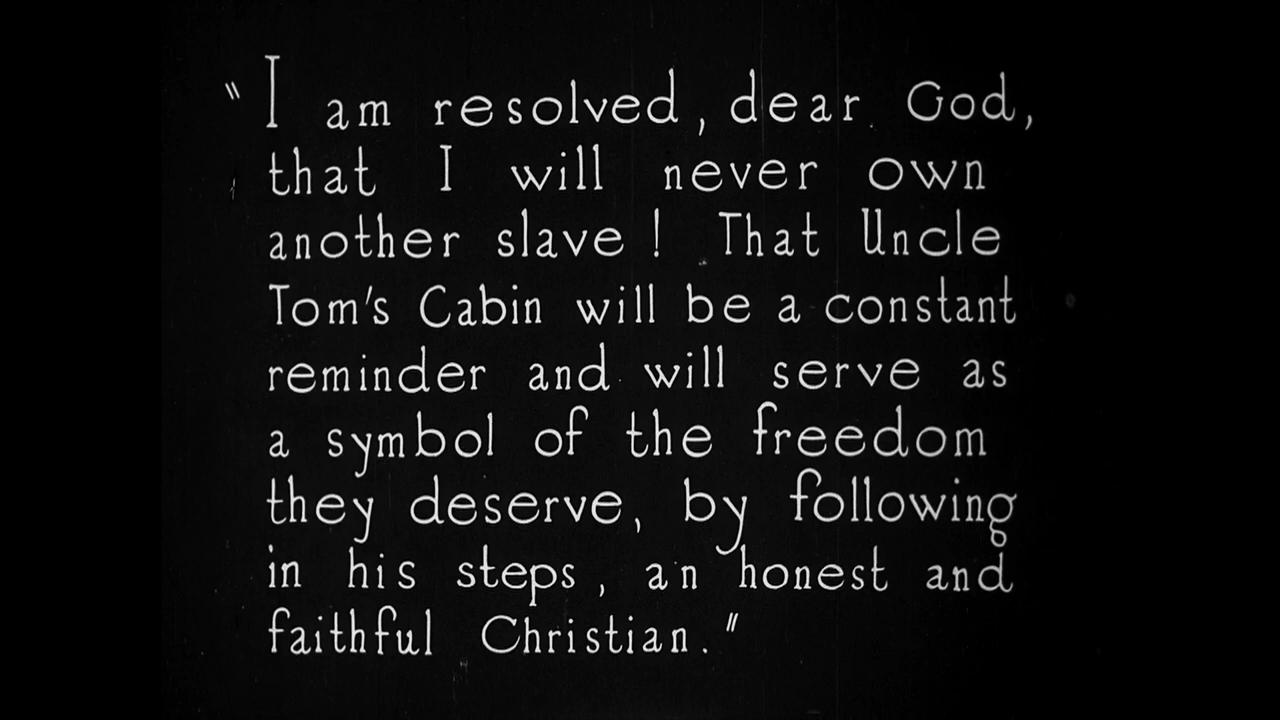 "I am resolved, dear God,
that I will never own
another slave! That Uncle
Tom's Cabin will be a constant
reminder and will serve as
a symbol of the freedom
they deserve, by following
in his steps, an honest and
faithful Christian."